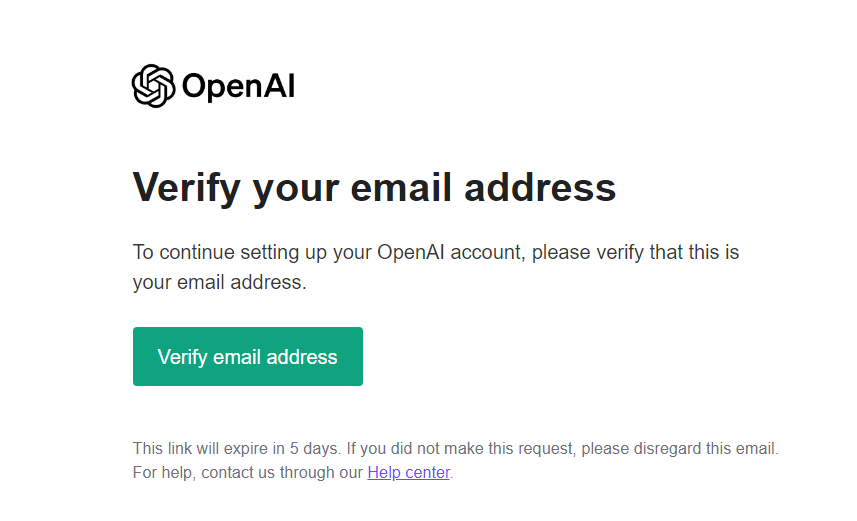 OpenAI
Verify your email address
To continue setting up your OpenAI account, please verify that this is
your email address.
Verify email address
This link will expire in 5 days. If you did not make this request, please disregard this email.
For help, contact us through our Help center.